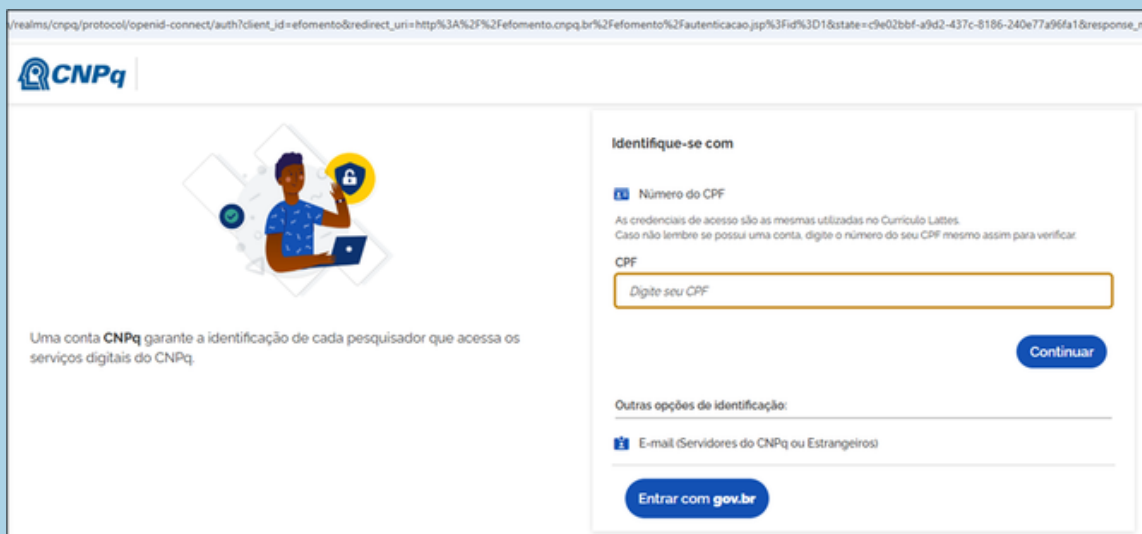 /realms/cnpq/protocol/openid-connect/auth?client_id=efomento&redirect_uri=http%3A%2F%2Fefomento.cnpq.br%2Fefomento%2Fautenticacao.jsp%3Fid%3D1&state=c9e02bbf-a9d2-437c-8186-240e77a96fa1&response_r
CNPq
Identifique-se com
Número do CPF
As credenciais de acesso são as mesmas utilizadas no Currículo Lattes.
Caso não lembre se possui uma conta, digite o número do seu CPF mesmo assim para verificar.
CPF
Digite seu CPF
Uma conta CNPq garante a identificação de cada pesquisador que acessa os
serviços digitais do CNPq.
Continuar
Outras opções de identificação:
E-mail (Servidores do CNPq ou Estrangeiros)
Entrar com gov.br